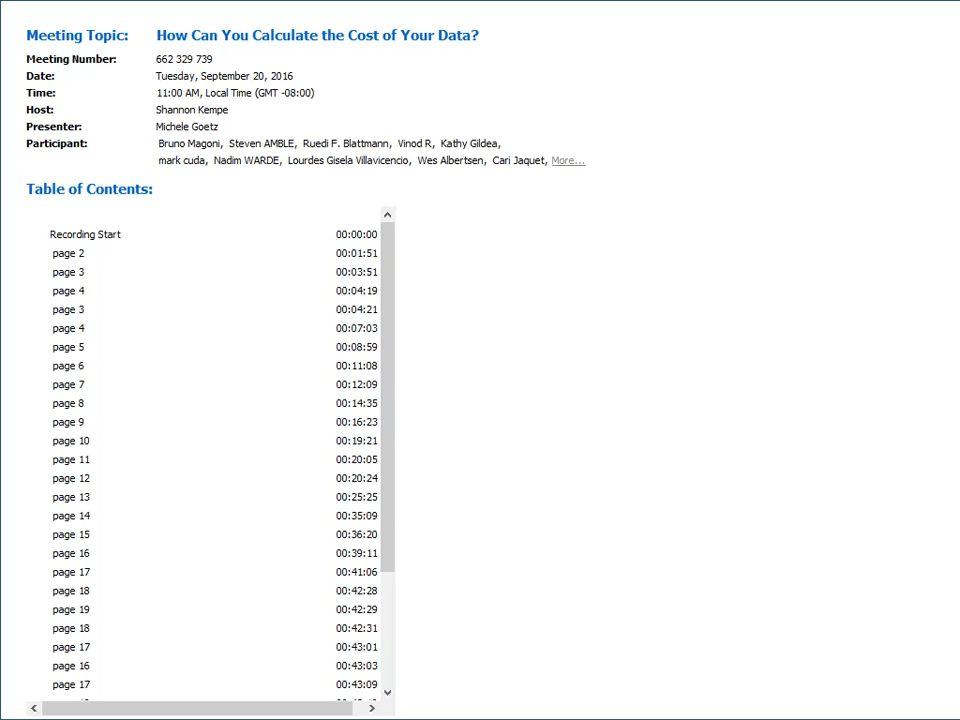 Meeting Topic: How Can You Calculate the Cost of Your Data?
Meeting Number: 662 329 739
Date: Tuesday, September 20, 2016
Time: 11:00 AM, Local Time (GMT -08:00)
Host: Shannon Kempe
Presenter: Michele Goetz
Participant: Bruno Magoni, Steven AMBLE, Ruedi F. Blattmann, Vinod R, Kathy Gildea,
mark cuda, Nadim WARDE, Lourdes Gisela Villavicencio, Wes Albertsen, Cari Jaquet, More...
Table of Contents:
Recording Start 00:00:00
page 2 00:01:51
page 3 00:03:51
page 4 00:04:19
page 3 00:04:21
page 4 00:07:03
page 5 00:08:59
page 6 00:11:08
page 7 00:12:09
page 8 00:14:35
page 9 00:16:23
page 10 00:19:21
page 11 00:20:05
page 12 00:20:24
page 13 00:25:25
page 14 00:35:09
page 15 00:36:20
page 16 00:39:11
page 17 00:41:06
page 18 00:42:28
page 19 00:42:29
page 18 00:42:31
page 17 00:43:01
page 16 00:43:03
page 17 00:43:09